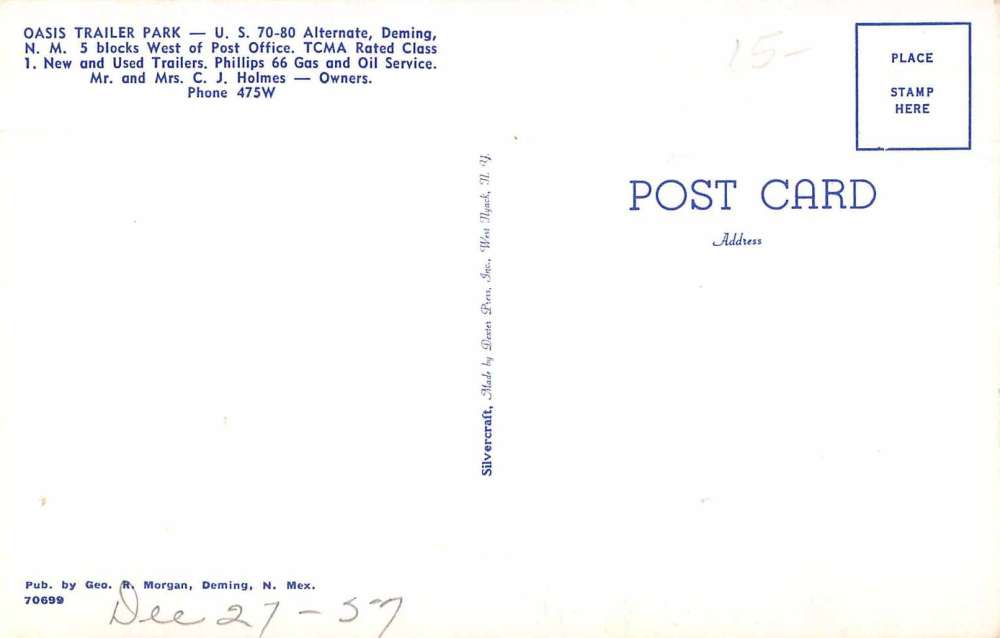 OASIS TRAILER PARK — U. S. 70-80 Alternate, Deming,
N. M. 5 blocks West of Post Office. TCMA Rated Class
1. New and Used Trailers. Phillips 66 Gas and Oil Service.
Mr. and Mrs. C. J. Holmes — Owners.
Phone 475W
15-
PLACE
STAMP
HERE
POST CARD
Address
Silvercraft, Made by Dexter Press, Inc., West Nyack, N. Y.
Pub. by Geo. R. Morgan, Deming, N. Mex.
70699
Dec 27 - 57